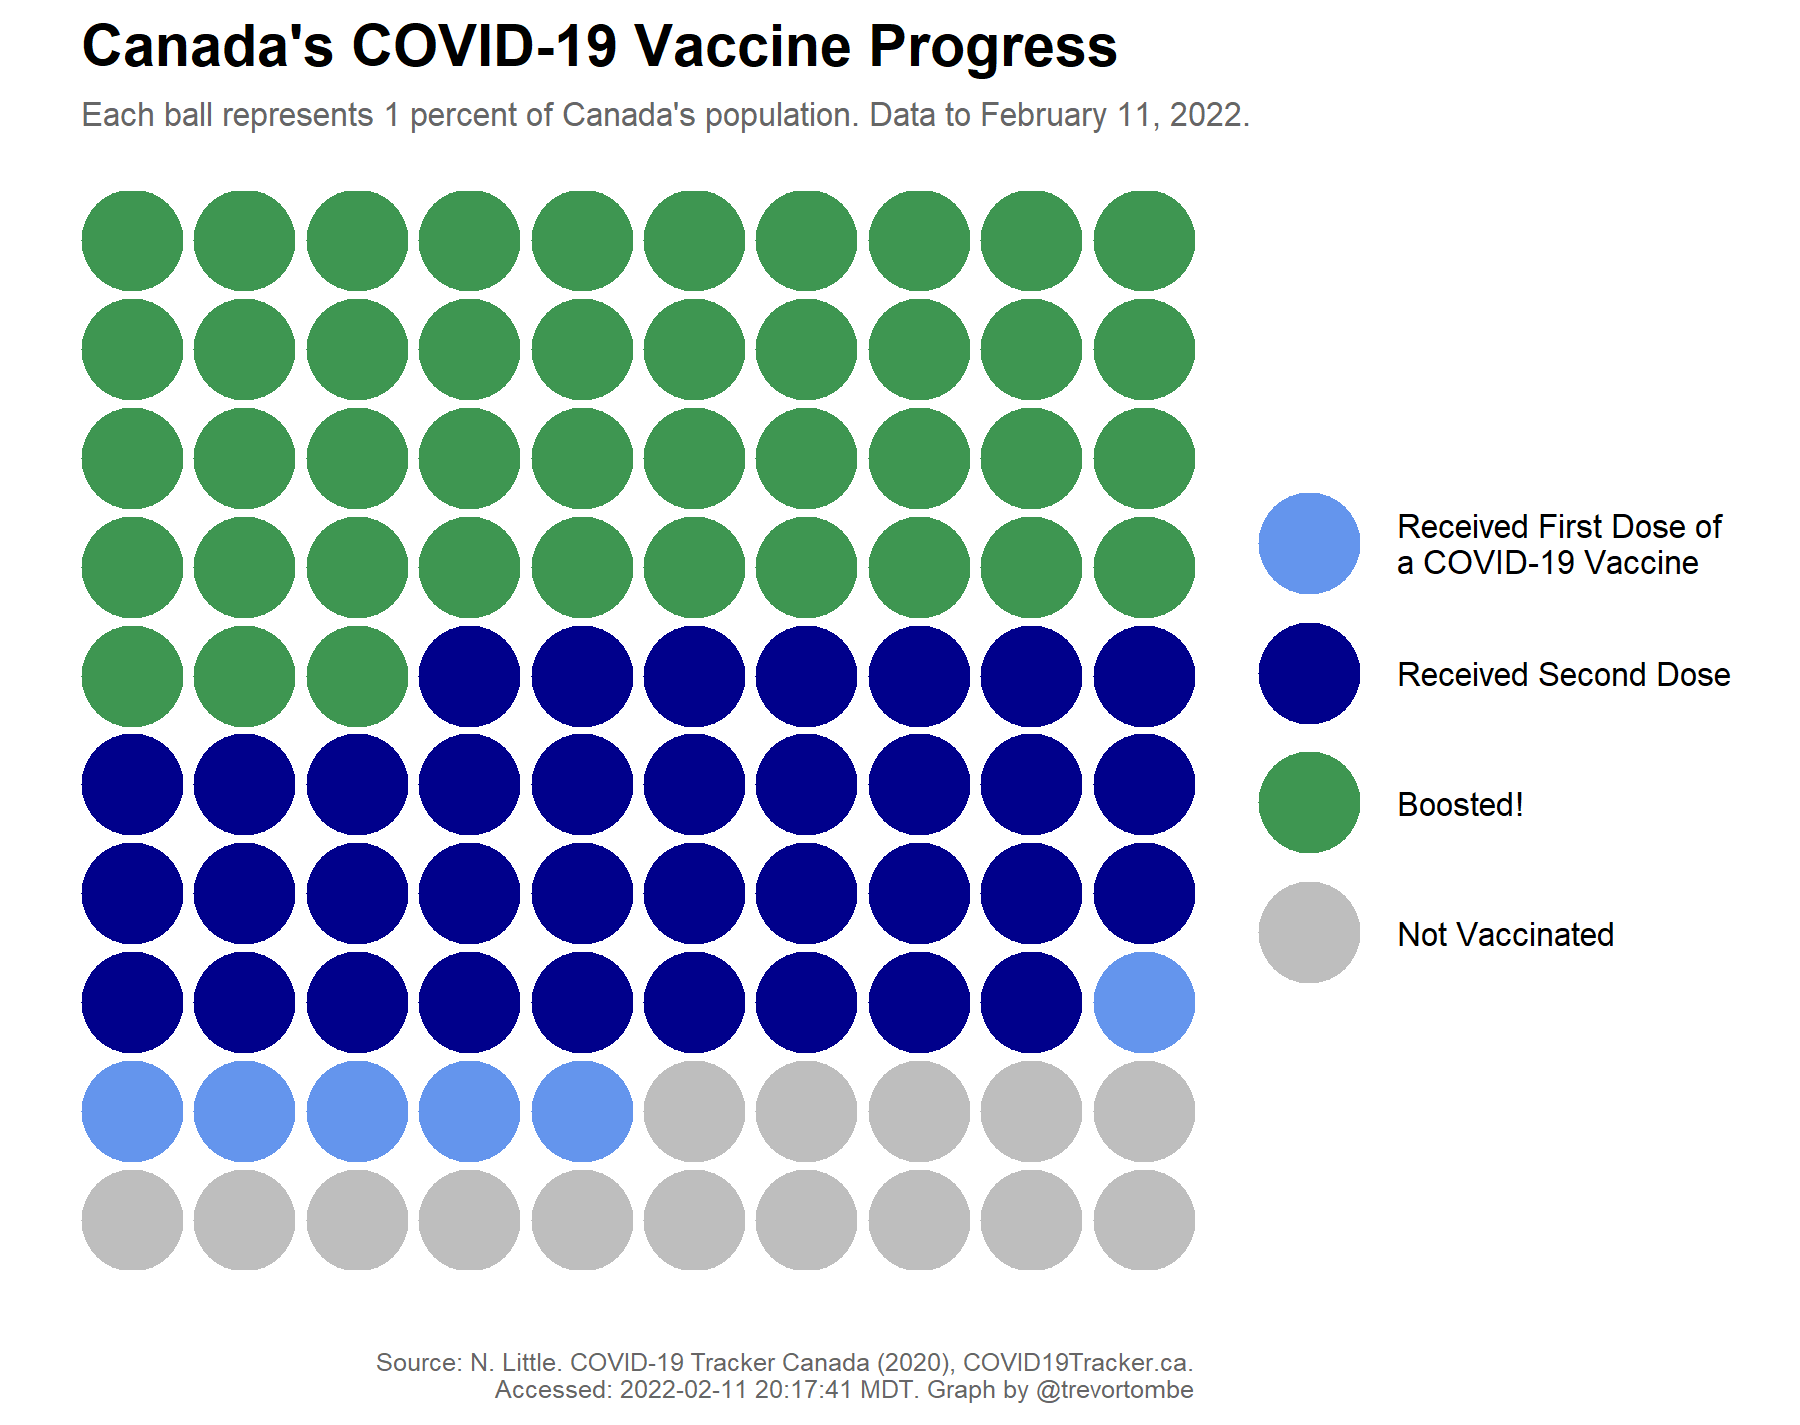 Canada's COVID-19 Vaccine Progress
Each ball represents 1 percent of Canada's population. Data to February 11, 2022.
Received First Dose of
a COVID-19 Vaccine
Received Second Dose
Boosted!
Not Vaccinated
Source: N. Little. COVID-19 Tracker Canada (2020), COVID19Tracker.ca.
Accessed: 2022-02-11 20:17:41 MDT. Graph by @trevortombe